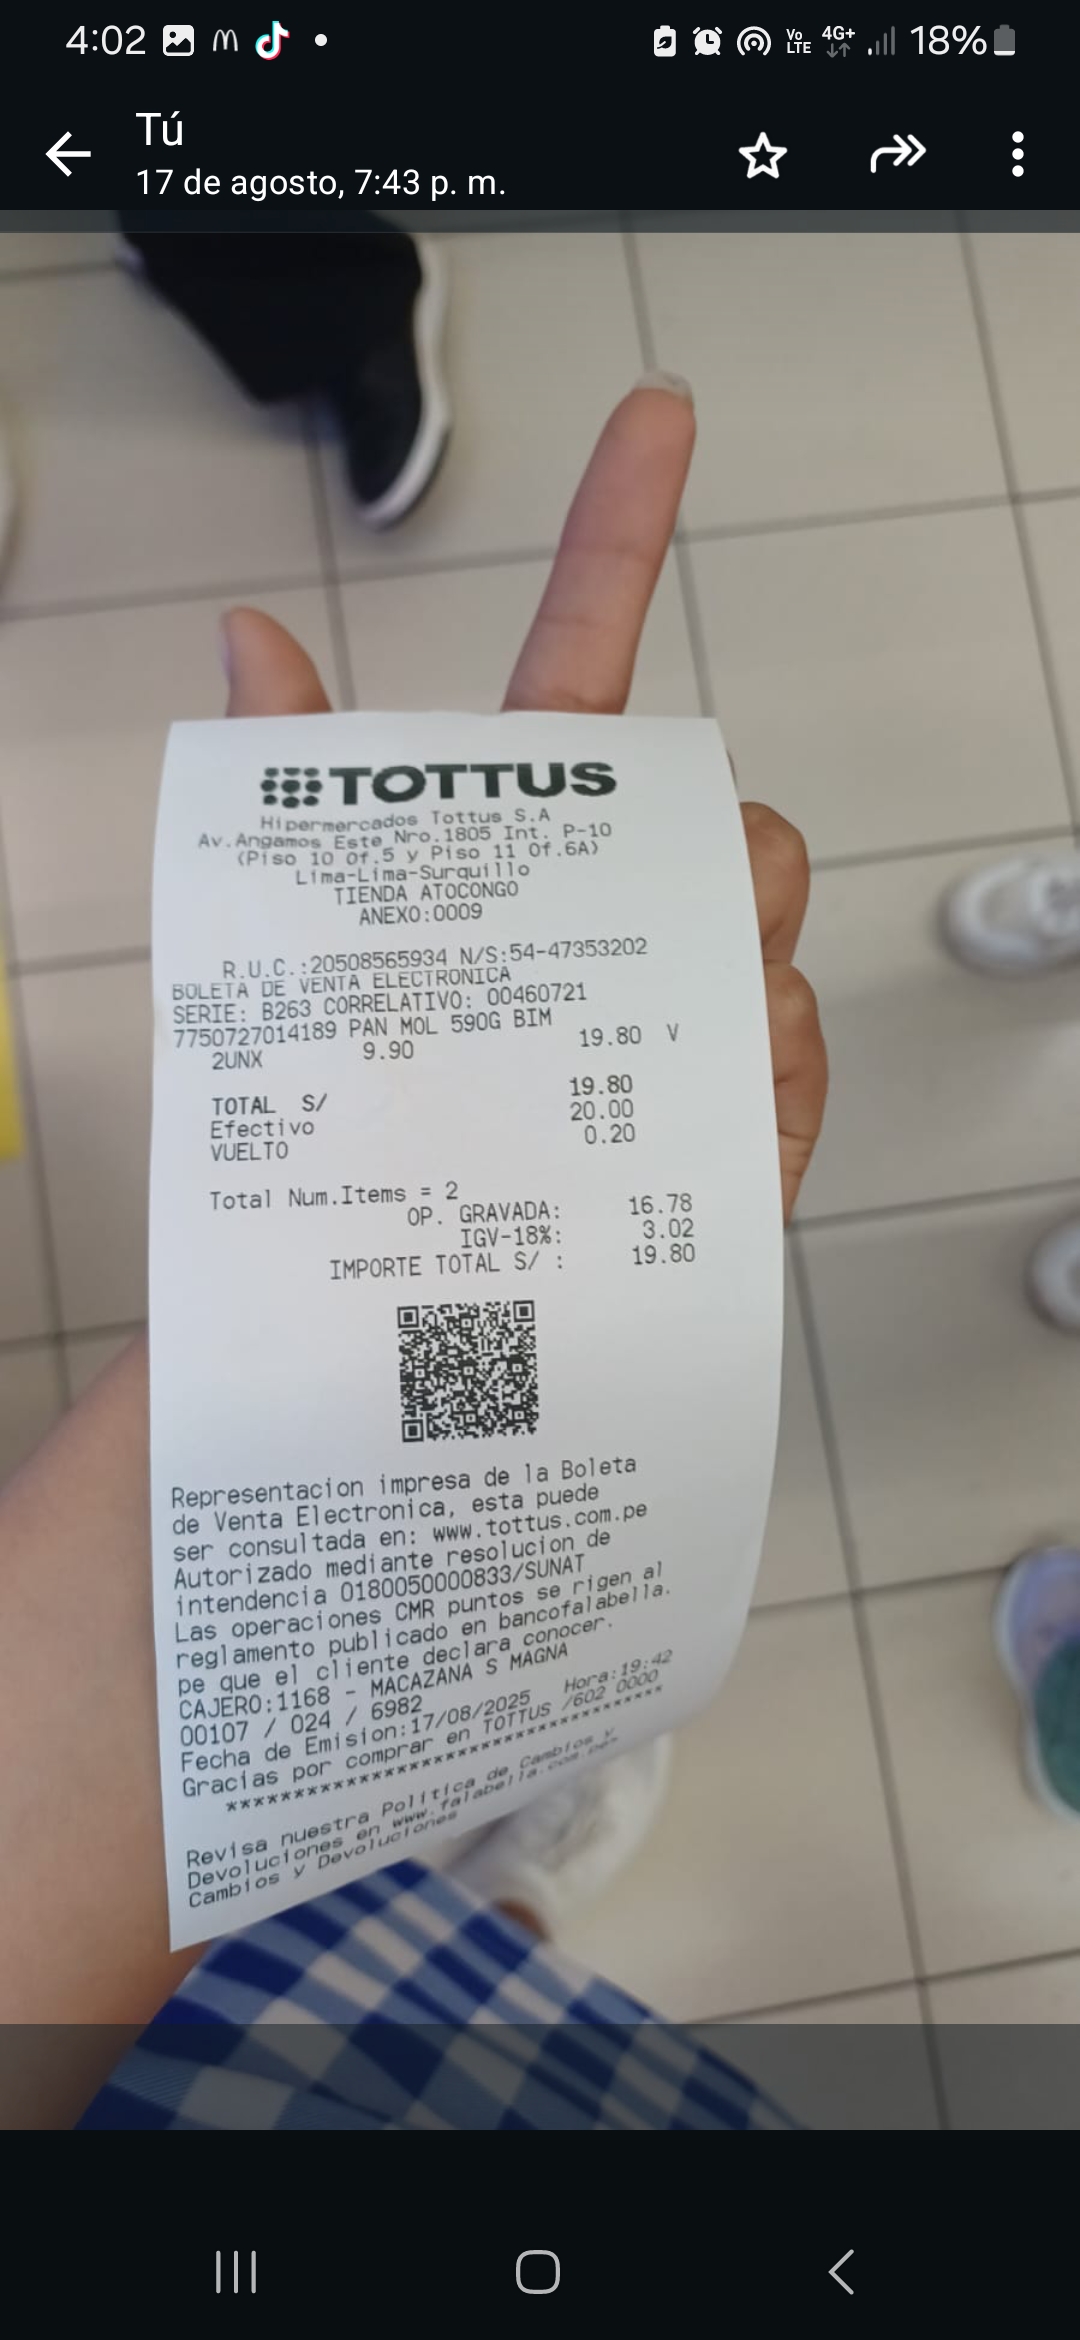 4:02
Vo LTE 4G+ 18%
Tú
17 de agosto, 7:43 p. m.
TOTTUS
Hipermercados Tottus S.A
Av.Angamos Este Nro.1805 Int. P-10
(Piso 10 Of.5 y Piso 11 Of.6A)
Lima-Lima-Surquillo
TIENDA ATOCONGO
ANEXO:0009
R.U.C.:20508565934 N/S:54-47353202
BOLETA DE VENTA ELECTRONICA
SERIE: B263 CORRELATIVO: 00460721
7750727014189 PAN MOL 590G BIM
2UNX 9.90 19.80 V
TOTAL S/ 19.80
Efectivo 20.00
VUELTO 0.20
Total Num.Items = 2
OP. GRAVADA: 16.78
IGV-18%: 3.02
IMPORTE TOTAL S/ : 19.80
Representacion impresa de la Boleta
de Venta Electronica, esta puede
ser consultada en: www.tottus.com.pe
Autorizado mediante resolucion de
intendencia 0180050000833/SUNAT
Las operaciones CMR puntos se rigen al
reglamento publicado en bancofalabella.
pe que el cliente declara conocer.
CAJERO:1168 - MACAZANA S MAGNA
00107 / 024 / 6982
Fecha de Emision:17/08/2025 Hora:19:42
Gracias por comprar en TOTTUS /602 0000
********************************
Revisa nuestra Politica de Cambios y
Devoluciones en www.falabella.com.pe>
Cambios y Devoluciones